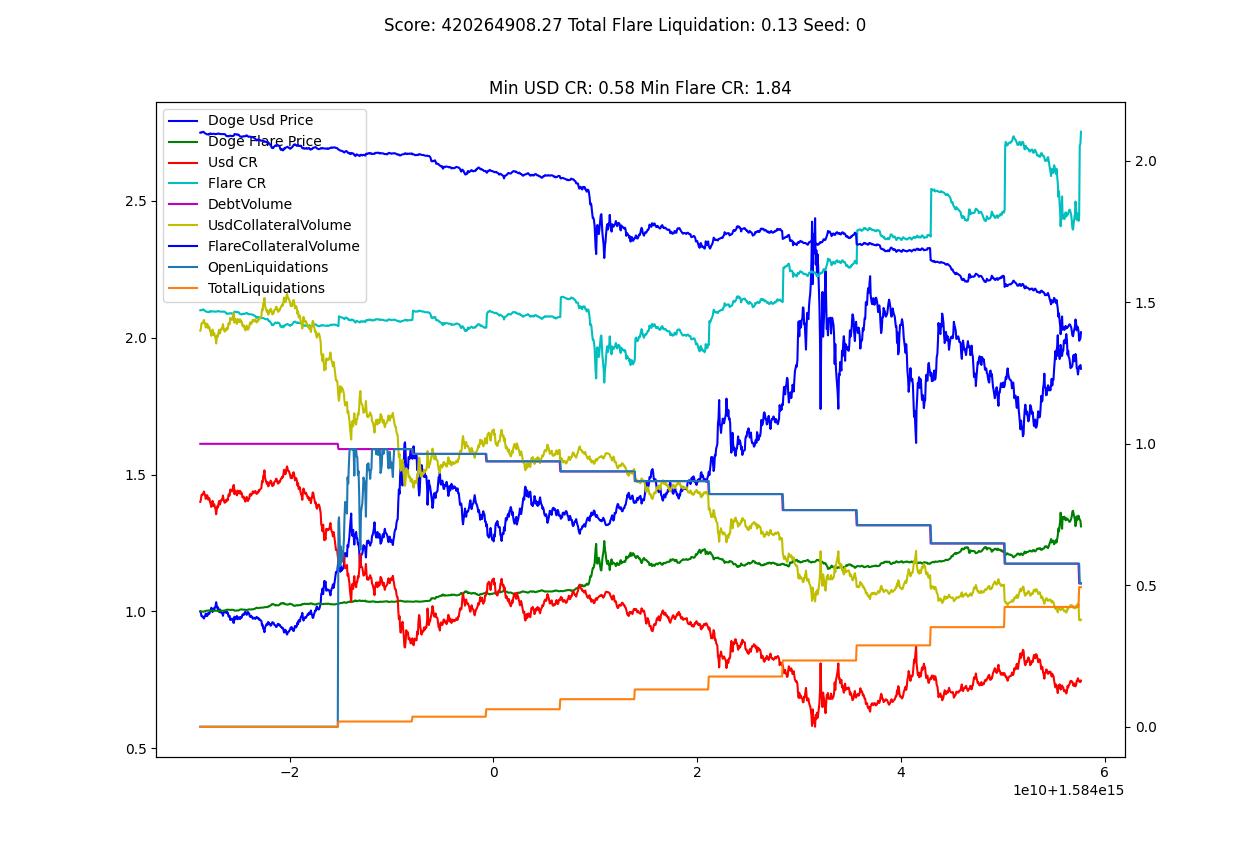 Score: 420264908.27 Total Flare Liquidation: 0.13 Seed: 0
Min USD CR: 0.58 Min Flare CR: 1.84
Doge Usd Price
Doge Flare Price
Usd CR
Flare CR
DebtVolume
UsdCollateralVolume
FlareCollateralVolume
OpenLiquidations
TotalLiquidations
2.5
2.0
1.5
1.0
0.5
2.0
1.5
1.0
0.5
0.0
−2
0
2
4
6
1e10+1.584e15